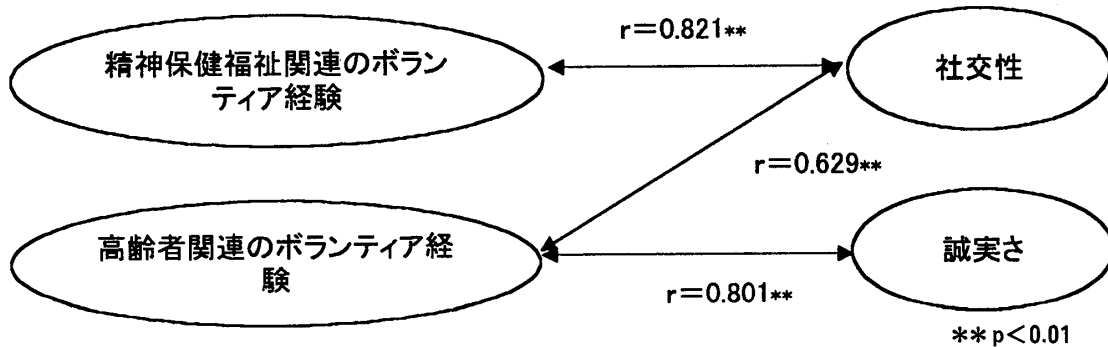 r=0.821**
精神保健福祉関連のボラン
ティア経験
社交性
r=0.629**
高齢者関連のボランティア経
験
誠実さ
r=0.801**
**p<0.01